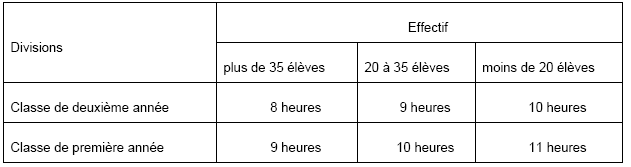 Divisions
Effectif
plus de 35 élèves 20 à 35 élèves moins de 20 élèves
Classe de deuxième année 8 heures 9 heures 10 heures
Classe de première année 9 heures 10 heures 11 heures